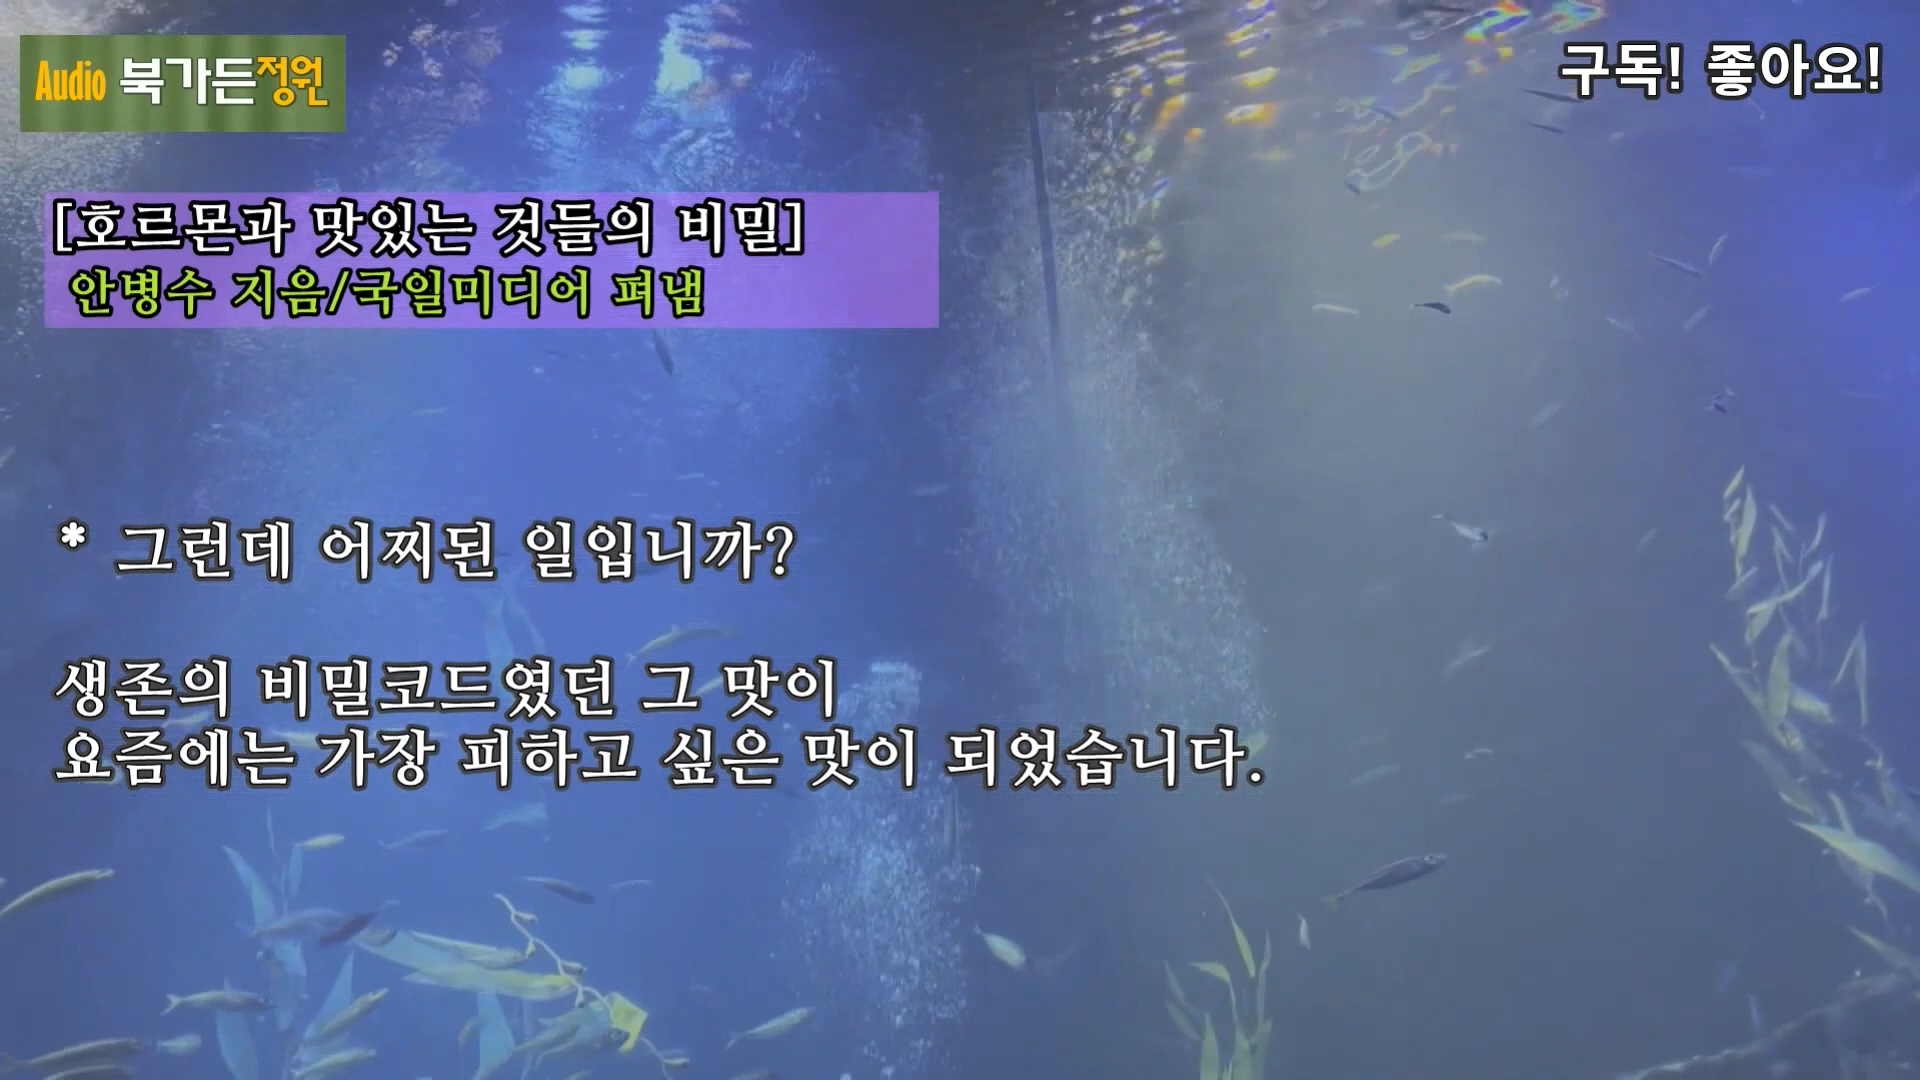 Audio 북가든정원
구독! 좋아요!
[호르몬과 맛있는 것들의 비밀]
안병수 지음/국일미디어 펴냄
* 그런데 어찌된 일입니까?
생존의 비밀코드였던 그 맛이
요즘에는 가장 피하고 싶은 맛이 되었습니다.